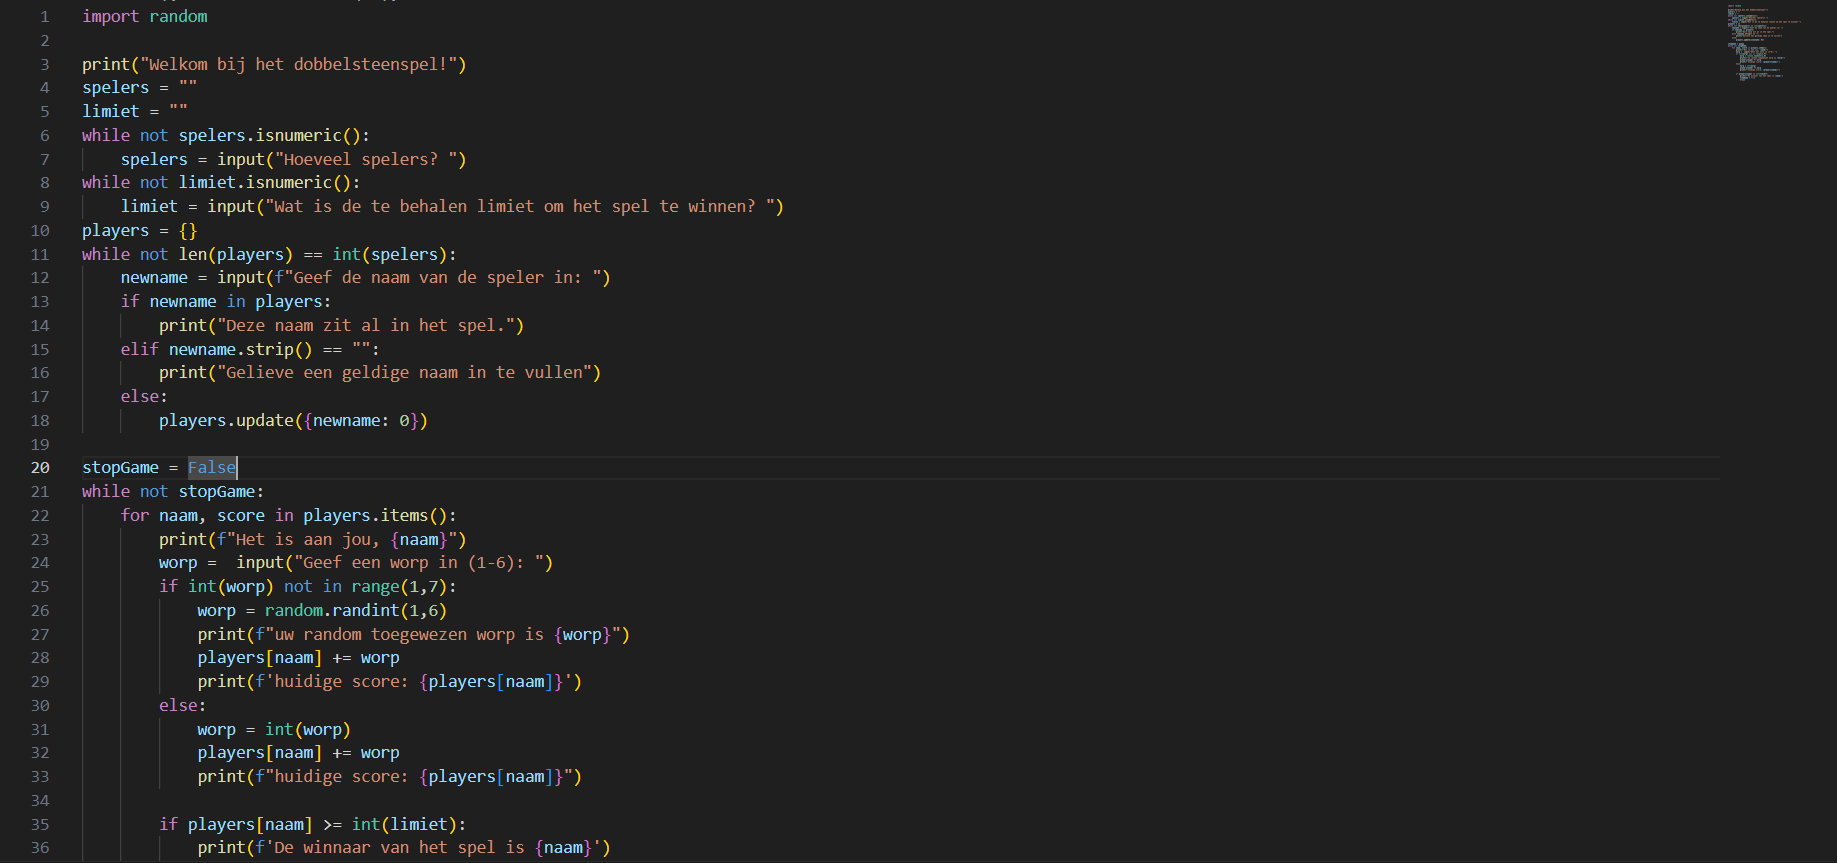 1 import random
2
3 print("Welkom bij het dobbelsteenspel!")
4 spelers = ""
5 limiet = ""
6 while not spelers.isnumeric():
7     spelers = input("Hoeveel spelers? ")
8 while not limiet.isnumeric():
9     limiet = input("Wat is de te behalen limiet om het spel te winnen? ")
10 players = {}
11 while not len(players) == int(spelers):
12     newname = input(f"Geef de naam van de speler in: ")
13     if newname in players:
14         print("Deze naam zit al in het spel.")
15     elif newname.strip() == "":
16         print("Gelieve een geldige naam in te vullen")
17     else:
18         players.update({newname: 0})
19
20 stopGame = False
21 while not stopGame:
22     for naam, score in players.items():
23         print(f"Het is aan jou, {naam}")
24         worp =  input("Geef een worp in (1-6): ")
25         if int(worp) not in range(1,7):
26             worp = random.randint(1,6)
27             print(f"uw random toegewezen worp is {worp}")
28             players[naam] += worp
29             print(f'huidige score: {players[naam]}')
30         else:
31             worp = int(worp)
32             players[naam] += worp
33             print(f"huidige score: {players[naam]}")
34
35         if players[naam] >= int(limiet):
36             print(f'De winnaar van het spel is {naam}')